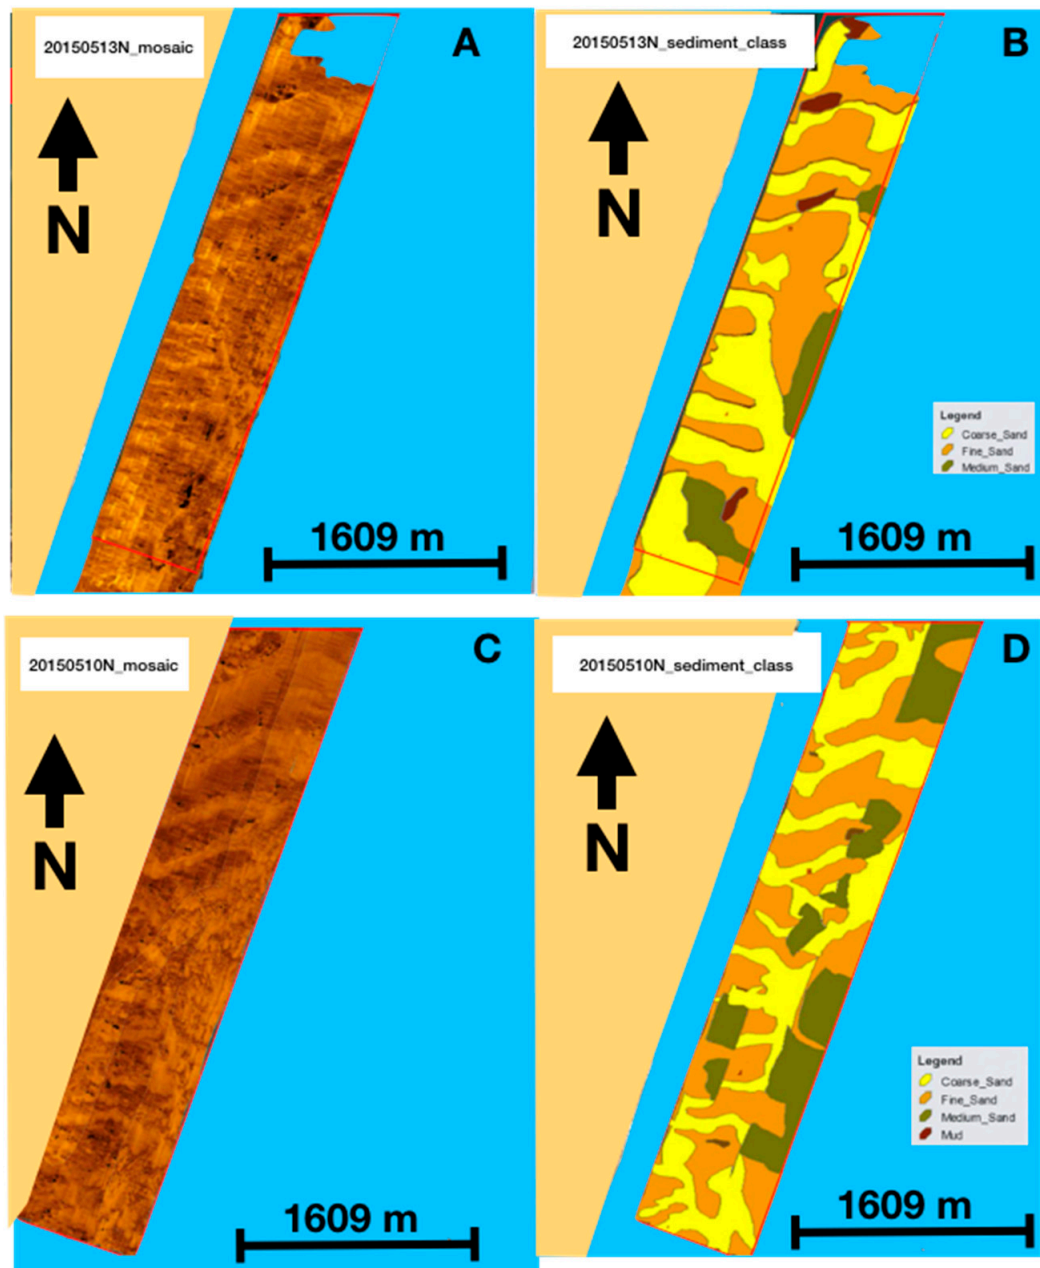 20150513N_mosaic
A
N
1609 m
20150513N_sediment_class
B
N
Legend
Coarse_Sand
Fine_Sand
Medium_Sand
1609 m
20150510N_mosaic
C
N
1609 m
20150510N_sediment_class
D
N
Legend
Coarse_Sand
Fine_Sand
Medium_Sand
Mud
1609 m